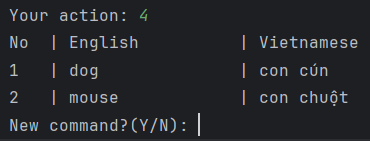 Your action: 4
No | English | Vietnamese
1 | dog | con cún
2 | mouse | con chuột
New command?(Y/N):